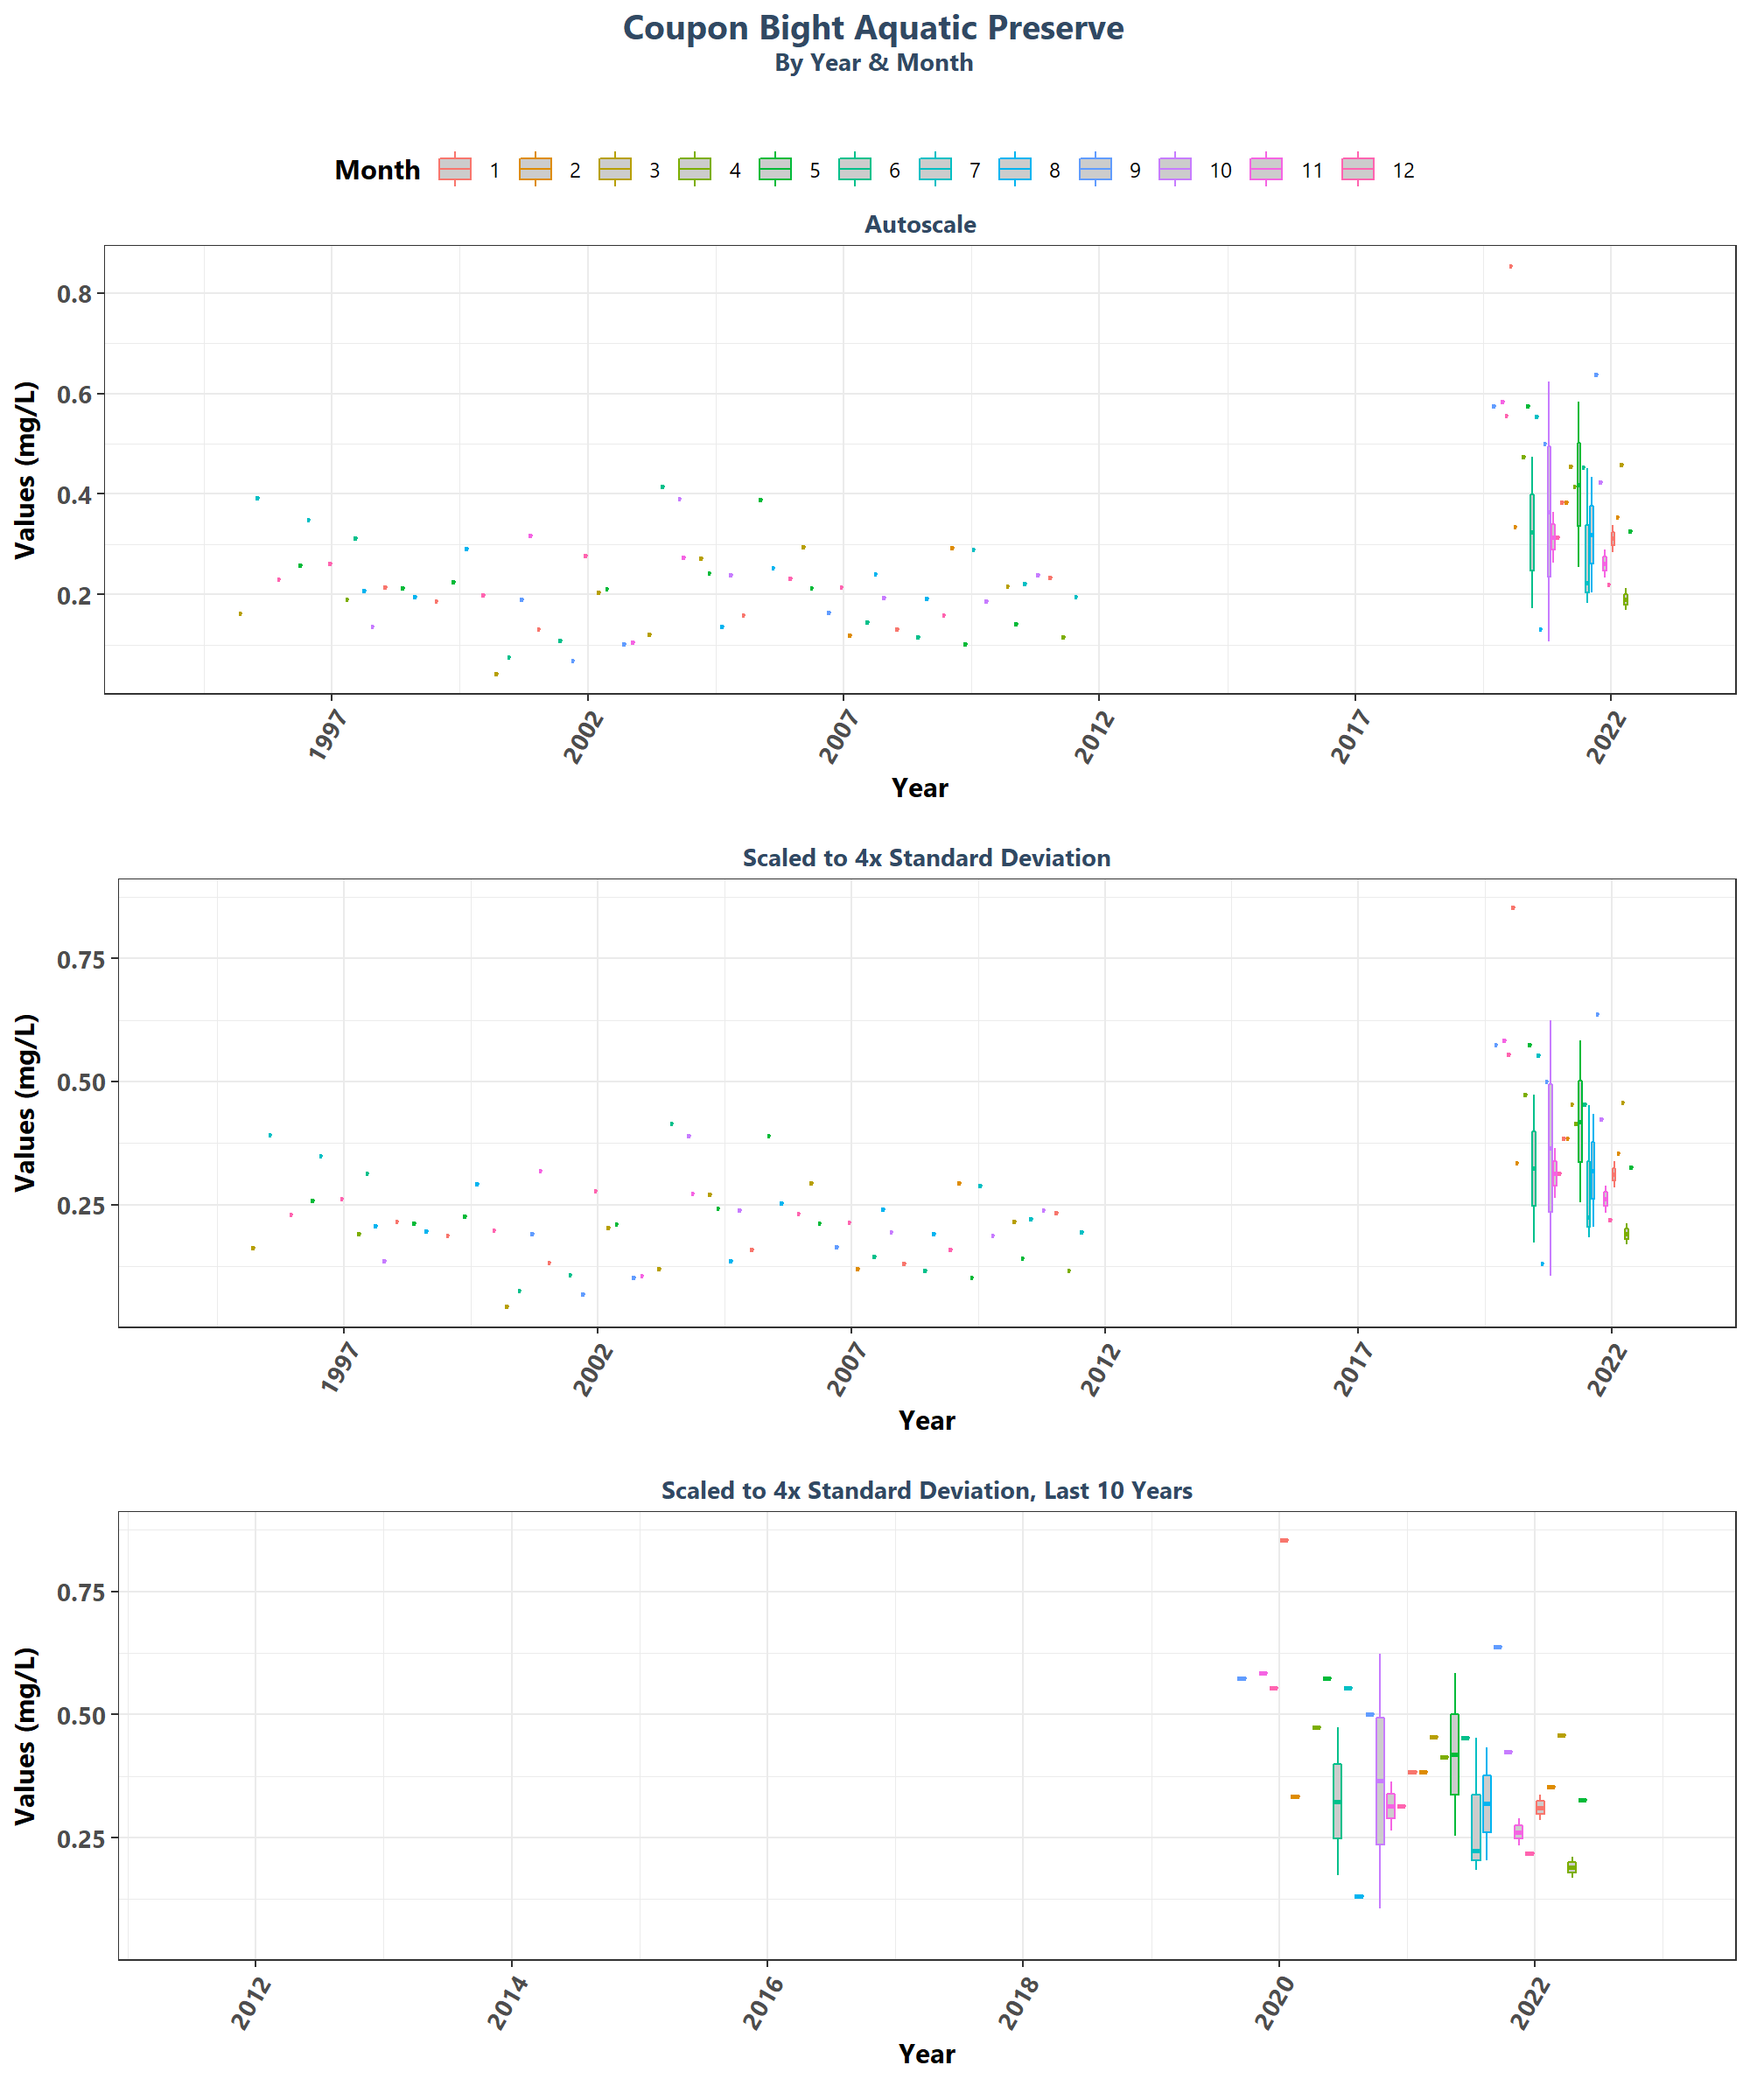 Coupon Bight Aquatic Preserve
By Year & Month
Month 1 2 3 4 5 6 7 8 9 10 11 12
Autoscale
Values (mg/L)
0.8
0.6
0.4
0.2
1997 2002 2007 2012 2017 2022
Year
Scaled to 4x Standard Deviation
Values (mg/L)
0.75
0.50
0.25
1997 2002 2007 2012 2017 2022
Year
Scaled to 4x Standard Deviation, Last 10 Years
Values (mg/L)
0.75
0.50
0.25
2012 2014 2016 2018 2020 2022
Year